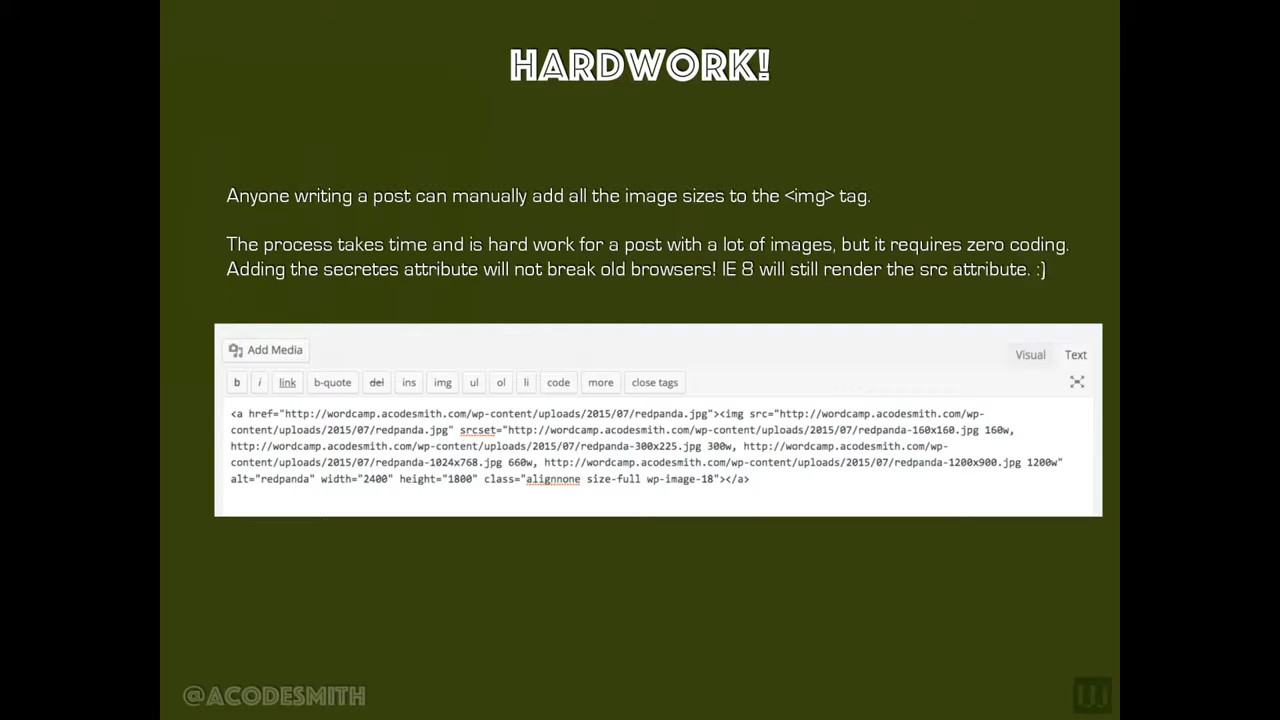 HARDWORK!
Anyone writing a post can manually add all the image sizes to the <img> tag.
The process takes time and is hard work for a post with a lot of images, but it requires zero coding.
Adding the secretes attribute will not break old browsers! IE 8 will still render the src attribute. :)
Add Media
Visual Text
b i link b-quote del ins img ul ol li code more close tags
<a href="http://wordcamp.acodesmith.com/wp-content/uploads/2015/07/redpanda.jpg"><img src="http://wordcamp.acodesmith.com/wp-
content/uploads/2015/07/redpanda.jpg" srcset="http://wordcamp.acodesmith.com/wp-content/uploads/2015/07/redpanda-160x160.jpg 160w,
http://wordcamp.acodesmith.com/wp-content/uploads/2015/07/redpanda-300x225.jpg 300w, http://wordcamp.acodesmith.com/wp-
content/uploads/2015/07/redpanda-1024x768.jpg 660w, http://wordcamp.acodesmith.com/wp-content/uploads/2015/07/redpanda-1200x900.jpg 1200w"
alt="redpanda" width="2400" height="1800" class="alignnone size-full wp-image-18"></a>
@ACODESMITH